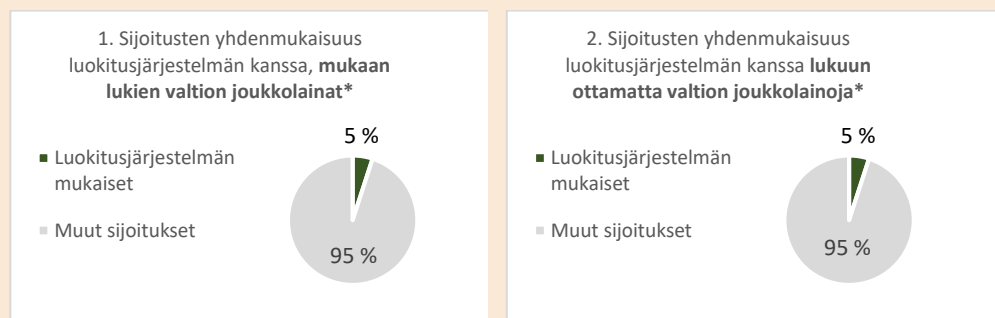 1. Sijoitusten yhdenmukaisuus
luokitusjärjestelmän kanssa, mukaan
lukien valtion joukkolainat*
5 %
Luokitusjärjestelmän
mukaiset
Muut sijoitukset
95 %
2. Sijoitusten yhdenmukaisuus
luokitusjärjestelmän kanssa lukuun
ottamatta valtion joukkolainoja*
5 %
Luokitusjärjestelmän
mukaiset
Muut sijoitukset
95 %